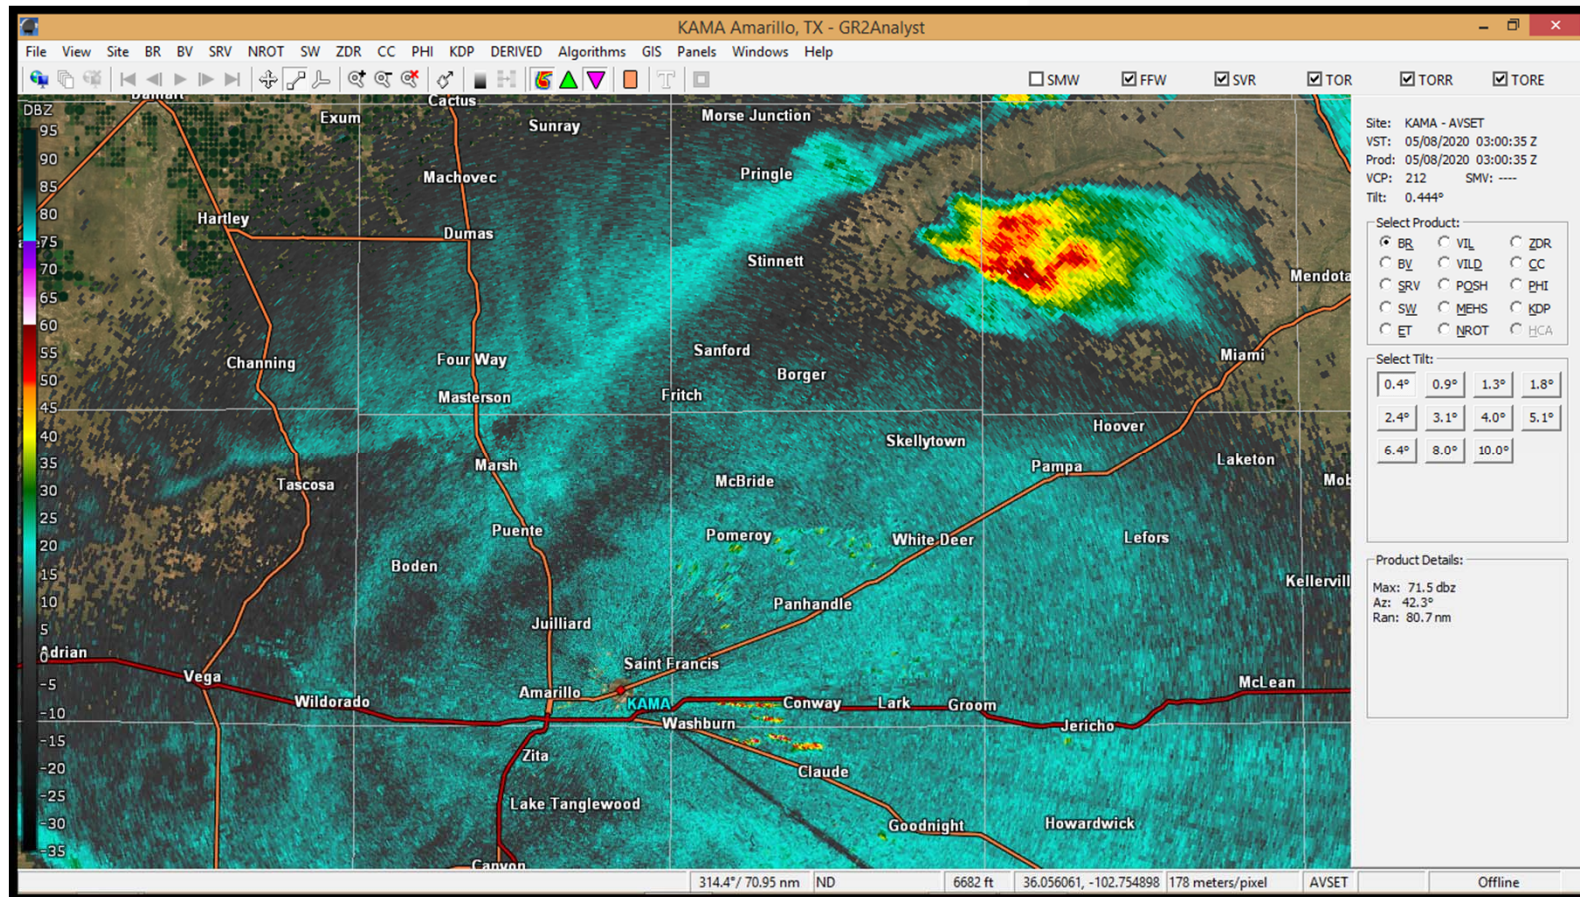 KAMA Amarillo, TX - GR2Analyst
File View Site BR BV SRV NROT SW ZDR CC PHI KDP DERIVED Algorithms GIS Panels Windows Help
SMW FFW SVR TOR TORR TORE
DBZ
95
90
85
80
75
70
65
60
55
50
45
40
35
30
25
20
15
10
5
0
-5
-10
-15
-20
-25
-30
-35
Cactus
Exum
Sunray
Morse Junction
Machovec
Pringle
Hartley
Dumas
Stinnett
Mendota
Channing
Four Way
Sanford
Borger
Miami
Masterson
Fritch
Skellytown
Hoover
Marsh
Pampa
Laketon
Tascosa
McBride
Mob
Puente
Pomeroy
White Deer
Lefors
Boden
Kellervill
Panhandle
Juilliard
Adrian
Saint Francis
Vega
Amarillo
McLean
Wildorado
KAMA
Conway
Lark
Groom
Washburn
Jericho
Zita
Claude
Lake Tanglewood
Goodnight
Howardwick
Canyon
Site: KAMA - AVSET
VST: 05/08/2020 03:00:35 Z
Prod: 05/08/2020 03:00:35 Z
VCP: 212 SMV: ----
Tilt: 0.444°
Select Product:
BR VIL ZDR
BV VILD CC
SRV POSH PHI
SW MEHS KDP
ET NROT HCA
Select Tilt:
0.4° 0.9° 1.3° 1.8°
2.4° 3.1° 4.0° 5.1°
6.4° 8.0° 10.0°
Product Details:
Max: 71.5 dbz
Az: 42.3°
Ran: 80.7 nm
314.4°/ 70.95 nm ND 6682 ft 36.056061, -102.754898 178 meters/pixel AVSET Offline